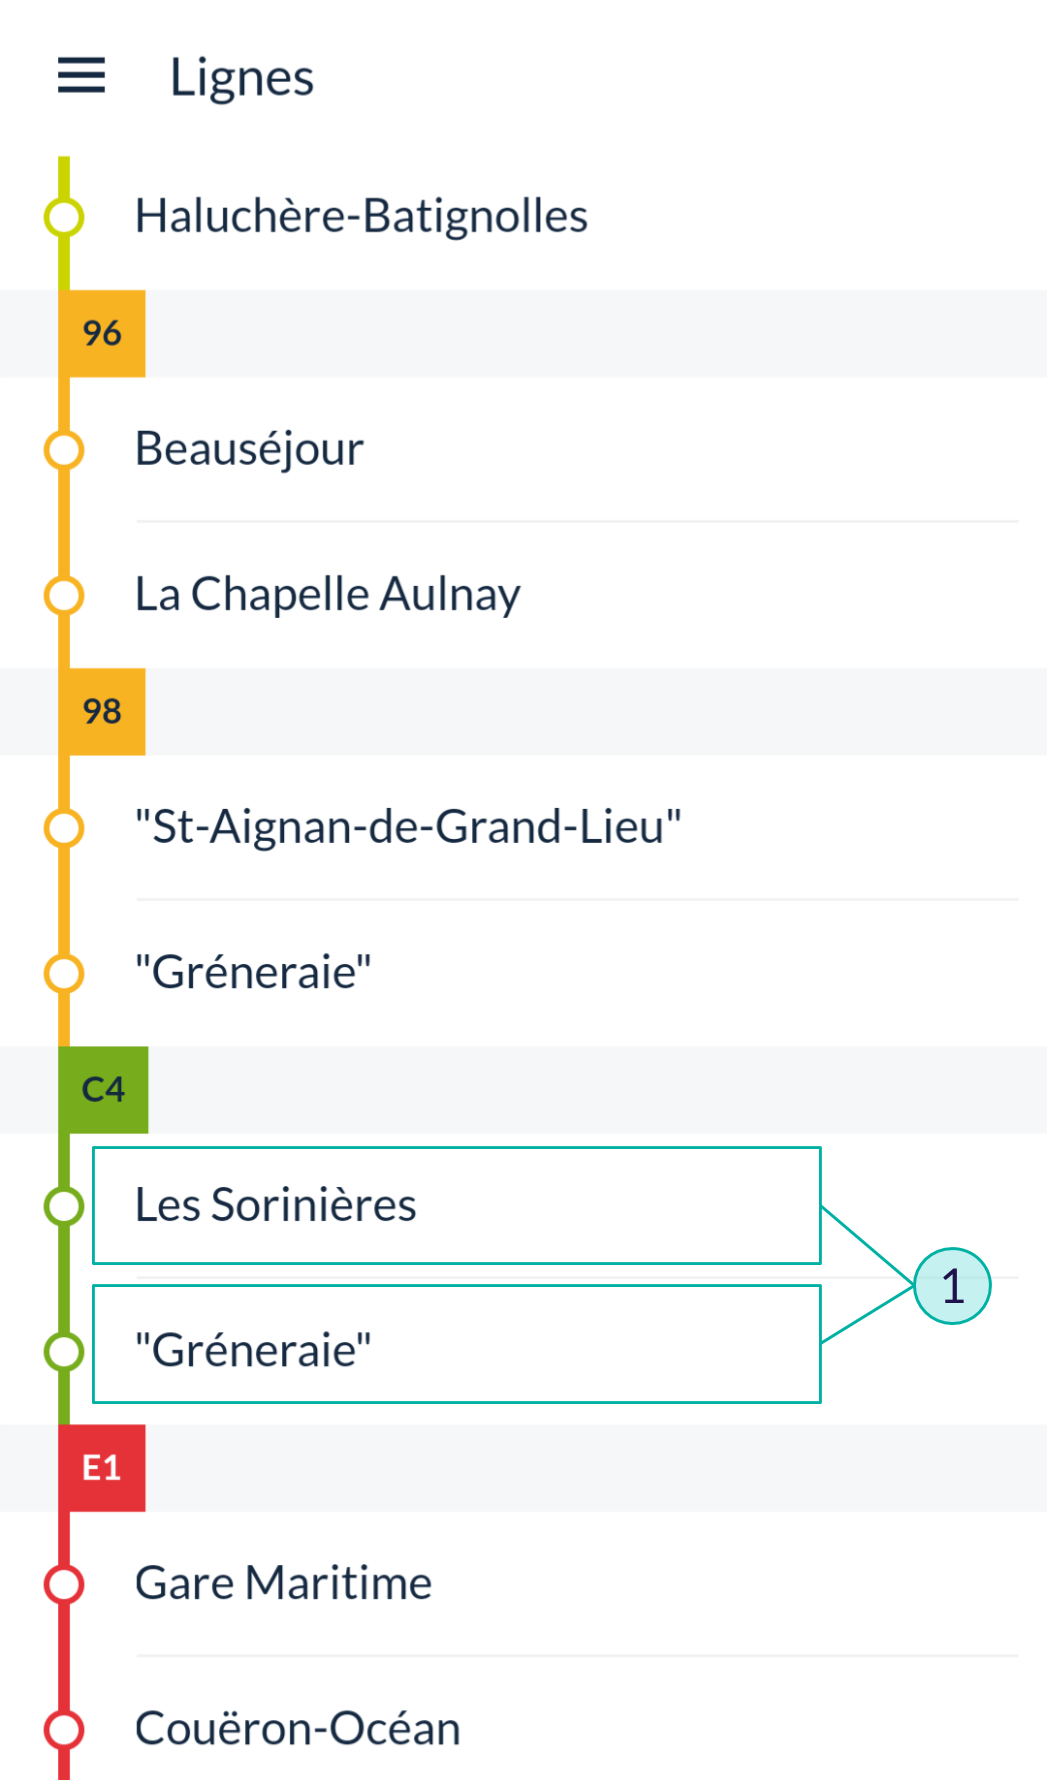 Lignes
Haluchère-Batignolles
96
Beauséjour
La Chapelle Aulnay
98
"St-Aignan-de-Grand-Lieu"
"Gréneraie"
C4
Les Sorinières
1
"Gréneraie"
E1
Gare Maritime
Couëron-Océan